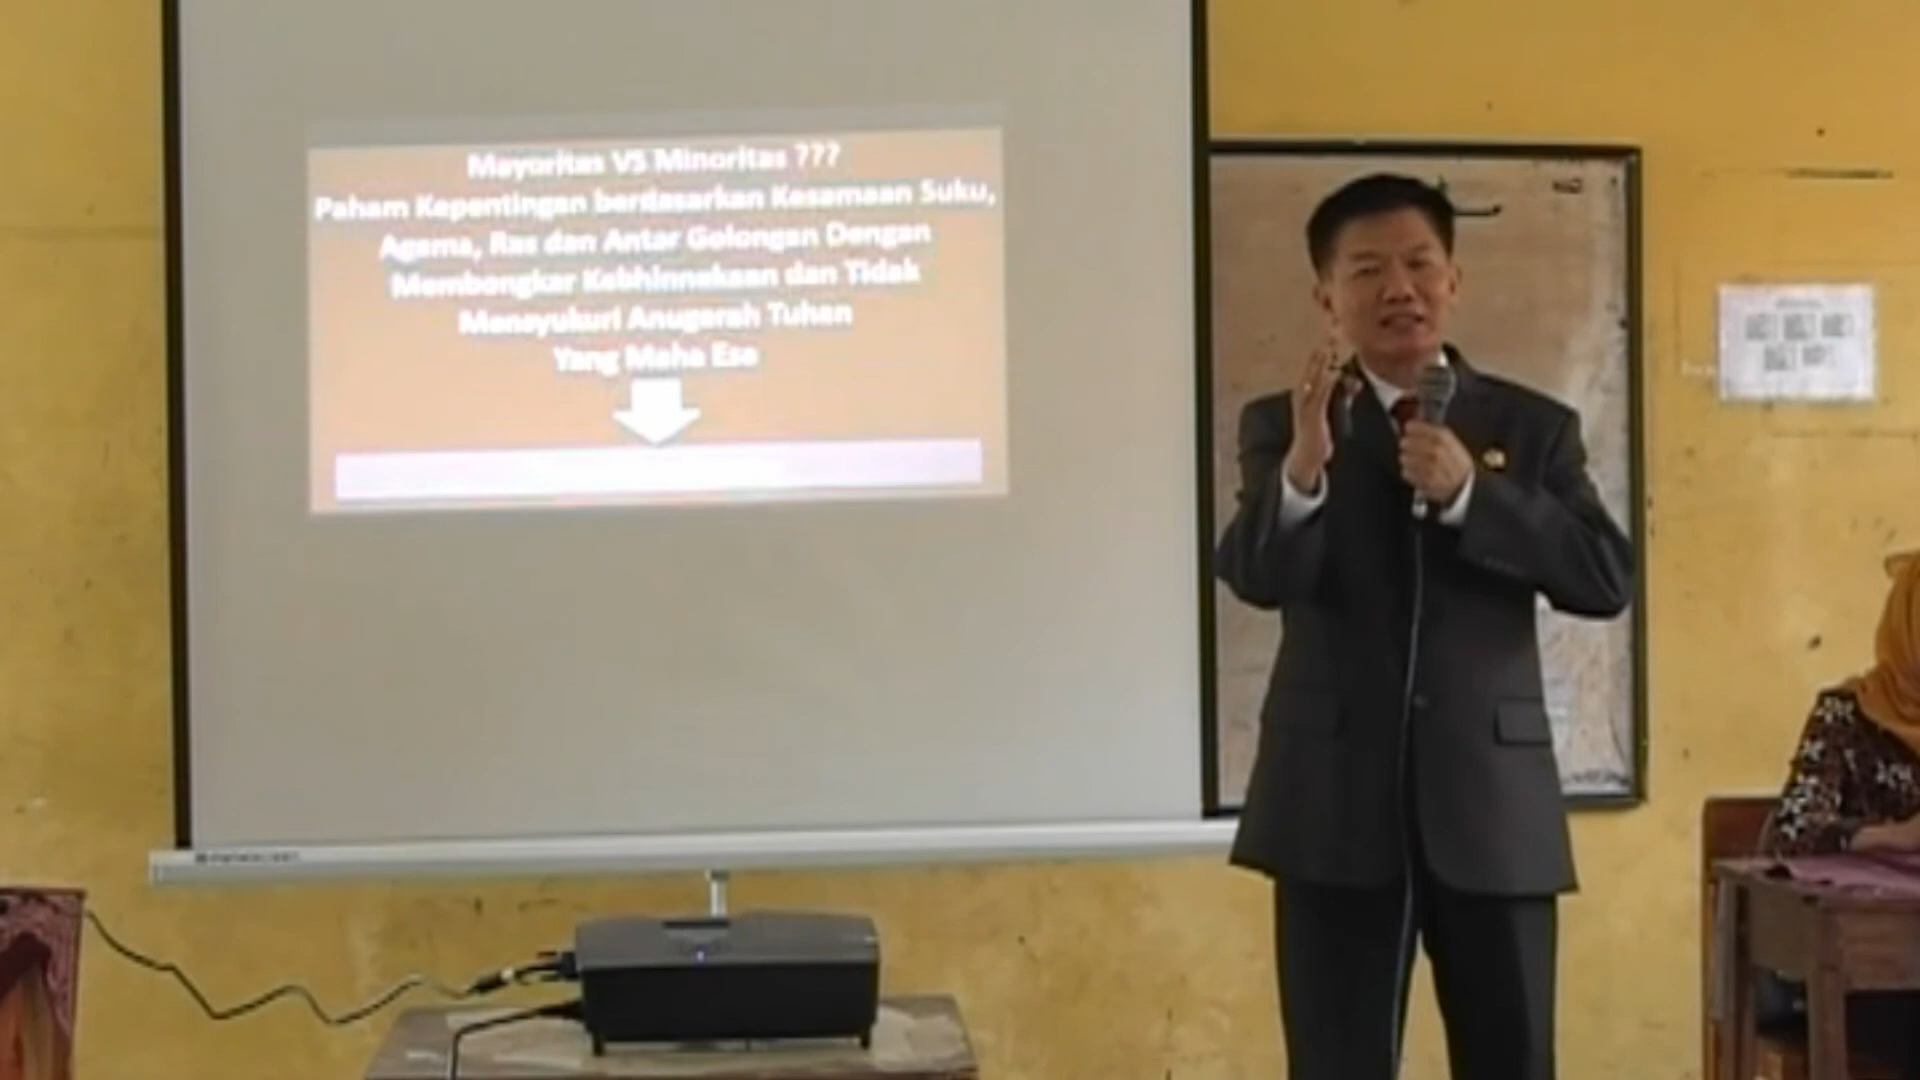 Mayoritas VS Minoritas ???
Paham Kepentingan berdasarkan Kesamaan Suku,
Agama, Ras dan Antar Golongan Dengan
Membongkar Kebhinnekaan dan Tidak
Mensyukuri Anugerah Tuhan
Yang Maha Esa